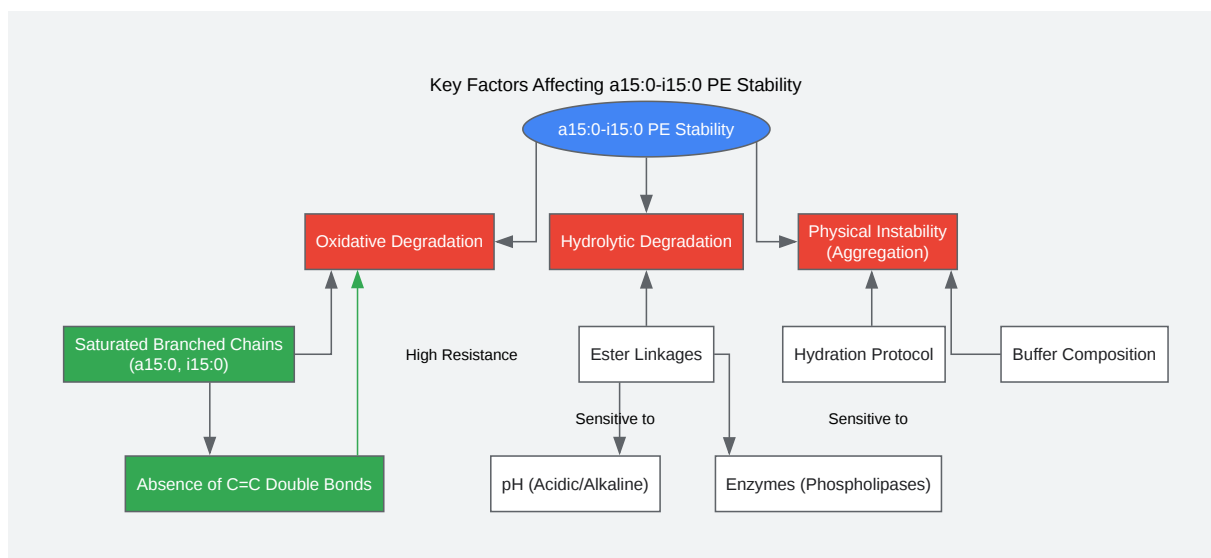 Key Factors Affecting a15:0-i15:0 PE Stability
a15:0-i15:0 PE Stability
Oxidative Degradation
Hydrolytic Degradation
Physical Instability
(Aggregation)
Saturated Branched Chains
(a15:0, i15:0)
High Resistance
Ester Linkages
Hydration Protocol
Buffer Composition
Sensitive to
Sensitive to
Absence of C=C Double Bonds
pH (Acidic/Alkaline)
Enzymes (Phospholipases)